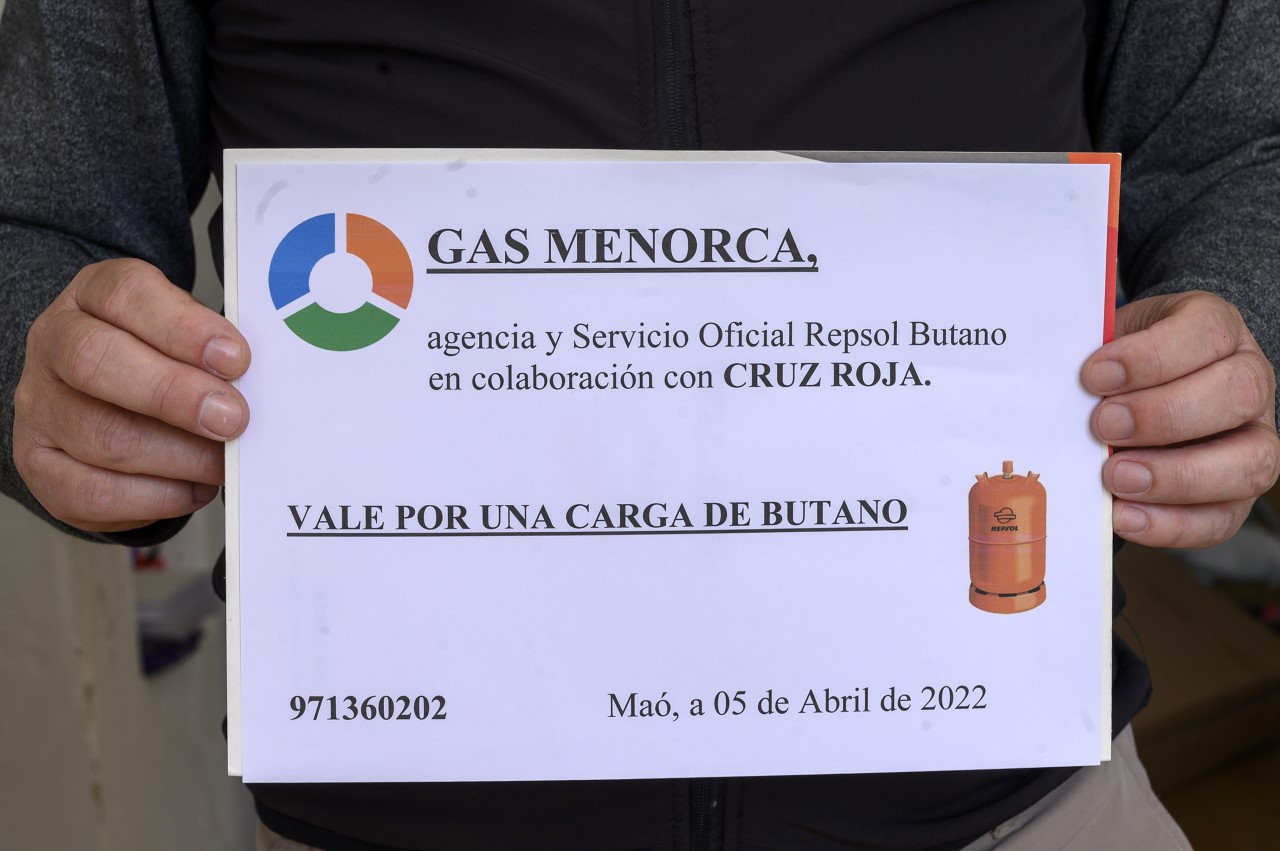 GAS MENORCA,
agencia y Servicio Oficial Repsol Butano
en colaboración con CRUZ ROJA.
VALE POR UNA CARGA DE BUTANO
REPSOL
971360202
Maó, a 05 de Abril de 2022